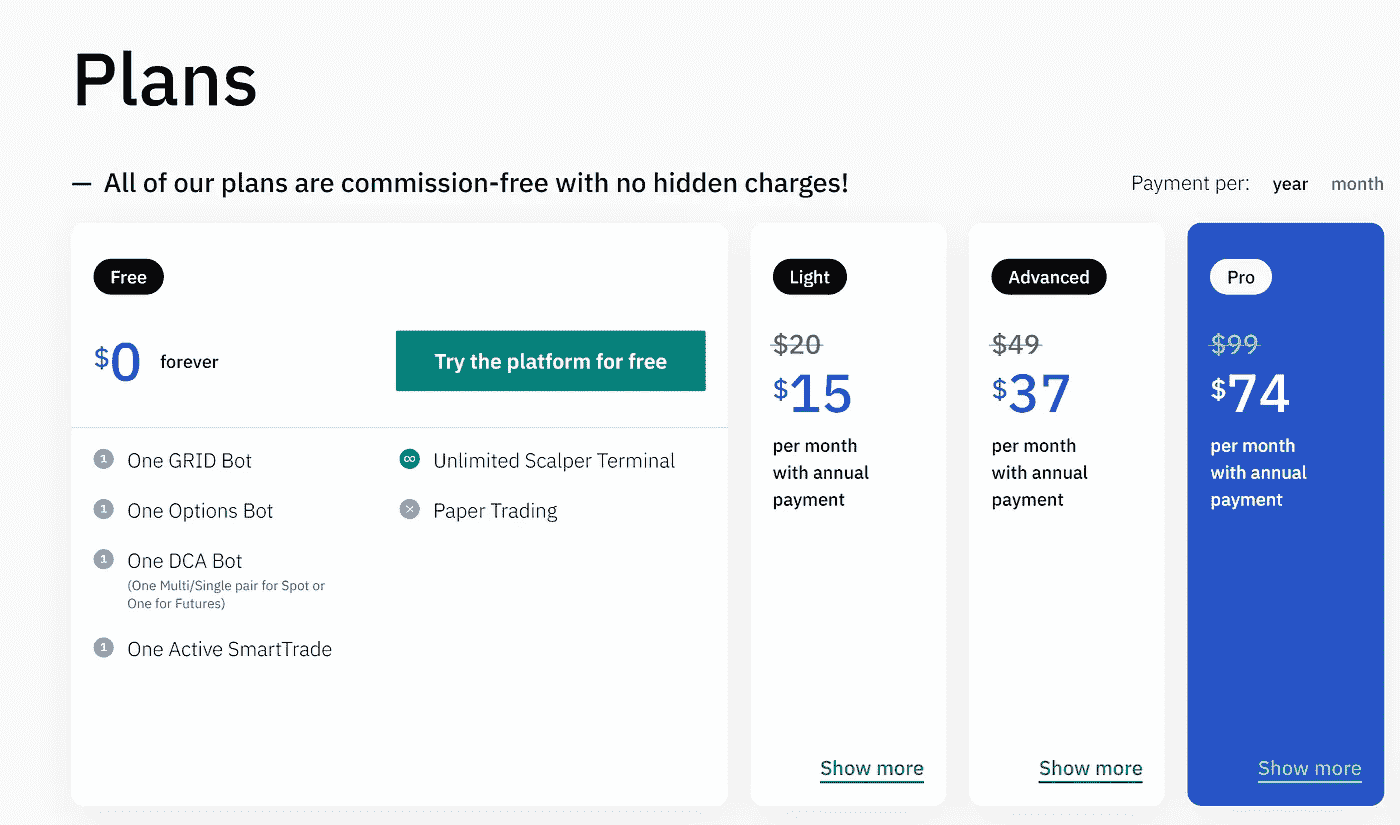 Plans
— All of our plans are commission-free with no hidden charges!
Payment per: year month
Free
$0 forever
Try the platform for free
1 One GRID Bot
1 One Options Bot
1 One DCA Bot
(One Multi/Single pair for Spot or
One for Futures)
1 One Active SmartTrade
∞ Unlimited Scalper Terminal
× Paper Trading
Light
$20
$15
per month
with annual
payment
Show more
Advanced
$49
$37
per month
with annual
payment
Show more
Pro
$99
$74
per month
with annual
payment
Show more